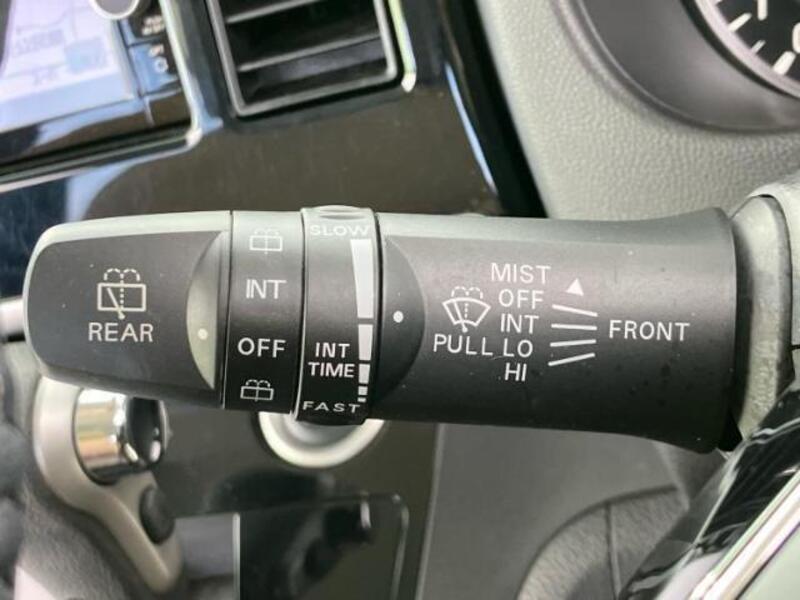 REAR
INT
OFF
SLOW
INT
TIME
FAST
MIST
OFF
INT
PULL LO
HI
FRONT